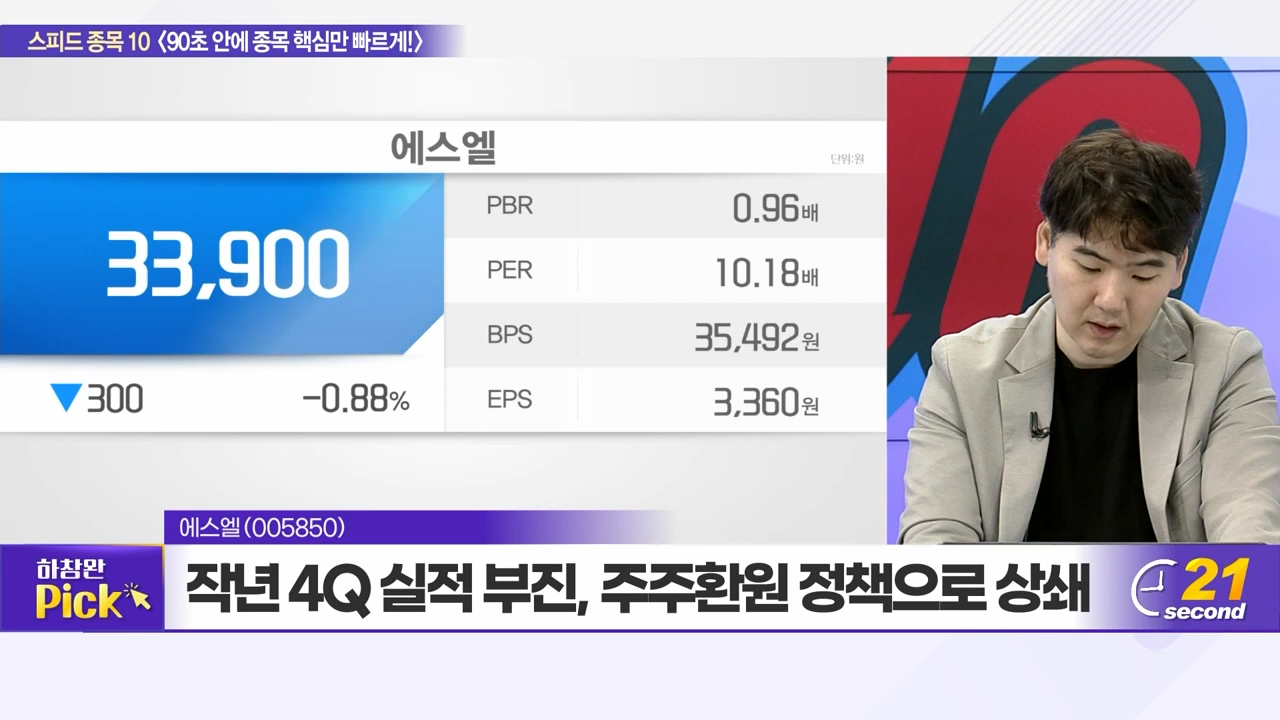 스피드 종목 10 〈90초 안에 종목 핵심만 빠르게!〉
에스엘
단위:원
33,900
▼300 -0.88%
PBR 0.96배
PER 10.18배
BPS 35,492원
EPS 3,360원
에스엘(005850)
하창완
Pick
작년 4Q 실적 부진, 주주환원 정책으로 상쇄
21
second